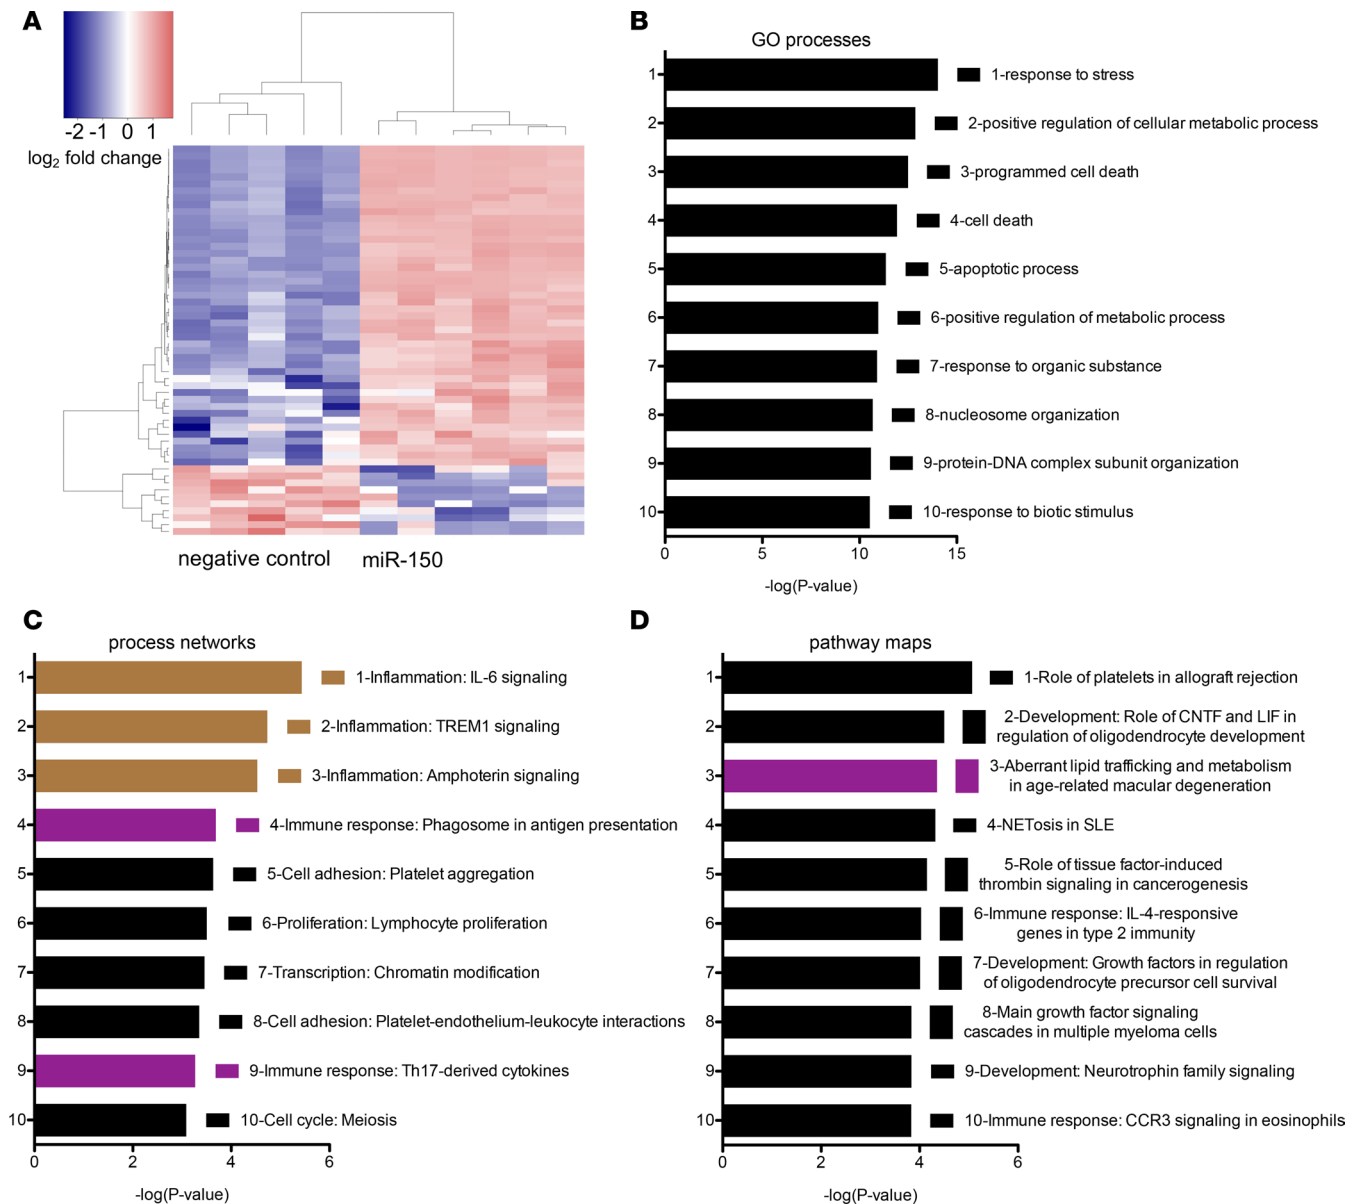 A
-2 -1 0 1
log2 fold change
negative control miR-150
B
GO processes
1 1-response to stress
2 2-positive regulation of cellular metabolic process
3 3-programmed cell death
4 4-cell death
5 5-apoptotic process
6 6-positive regulation of metabolic process
7 7-response to organic substance
8 8-nucleosome organization
9 9-protein-DNA complex subunit organization
10 10-response to biotic stimulus
0 5 10 15
-log(P-value)
C
process networks
1 1-Inflammation: IL-6 signaling
2 2-Inflammation: TREM1 signaling
3 3-Inflammation: Amphoterin signaling
4 4-Immune response: Phagosome in antigen presentation
5 5-Cell adhesion: Platelet aggregation
6 6-Proliferation: Lymphocyte proliferation
7 7-Transcription: Chromatin modification
8 8-Cell adhesion: Platelet-endothelium-leukocyte interactions
9 9-Immune response: Th17-derived cytokines
10 10-Cell cycle: Meiosis
0 2 4 6
-log(P-value)
D
pathway maps
1 1-Role of platelets in allograft rejection
2 2-Development: Role of CNTF and LIF in
regulation of oligodendrocyte development
3 3-Aberrant lipid trafficking and metabolism
in age-related macular degeneration
4 4-NETosis in SLE
5 5-Role of tissue factor-induced
thrombin signaling in cancerogenesis
6 6-Immune response: IL-4-responsive
genes in type 2 immunity
7 7-Development: Growth factors in regulation
of oligodendrocyte precursor cell survival
8 8-Main growth factor signaling
cascades in multiple myeloma cells
9 9-Development: Neurotrophin family signaling
10 10-Immune response: CCR3 signaling in eosinophils
0 2 4 6
-log(P-value)